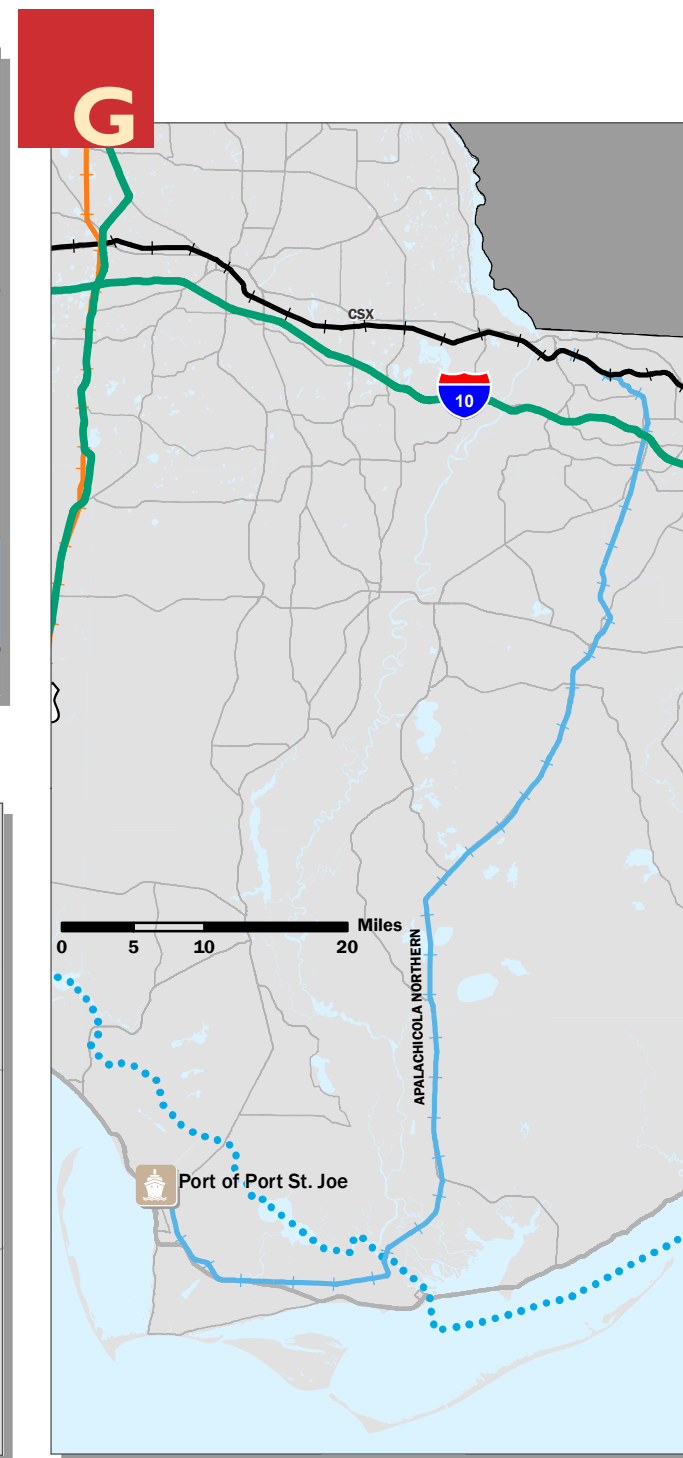 G
CSX
10
Miles
0 5 10 20
APALACHICOLA NORTHERN
Port of Port St. Joe